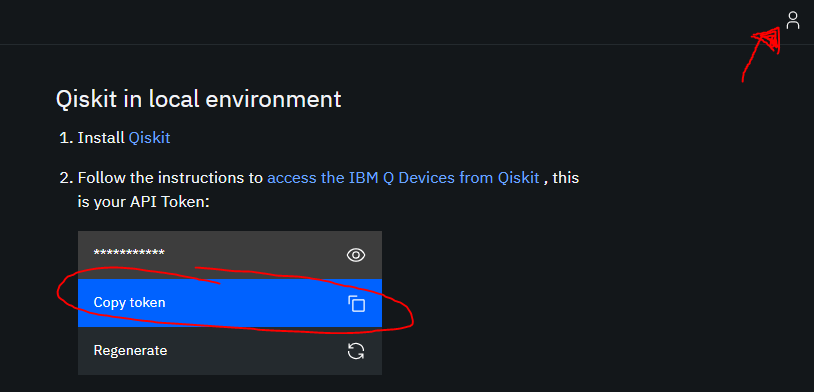 Qiskit in local environment
1. Install Qiskit
2. Follow the instructions to access the IBM Q Devices from Qiskit , this
is your API Token:
***********
Copy token
Regenerate